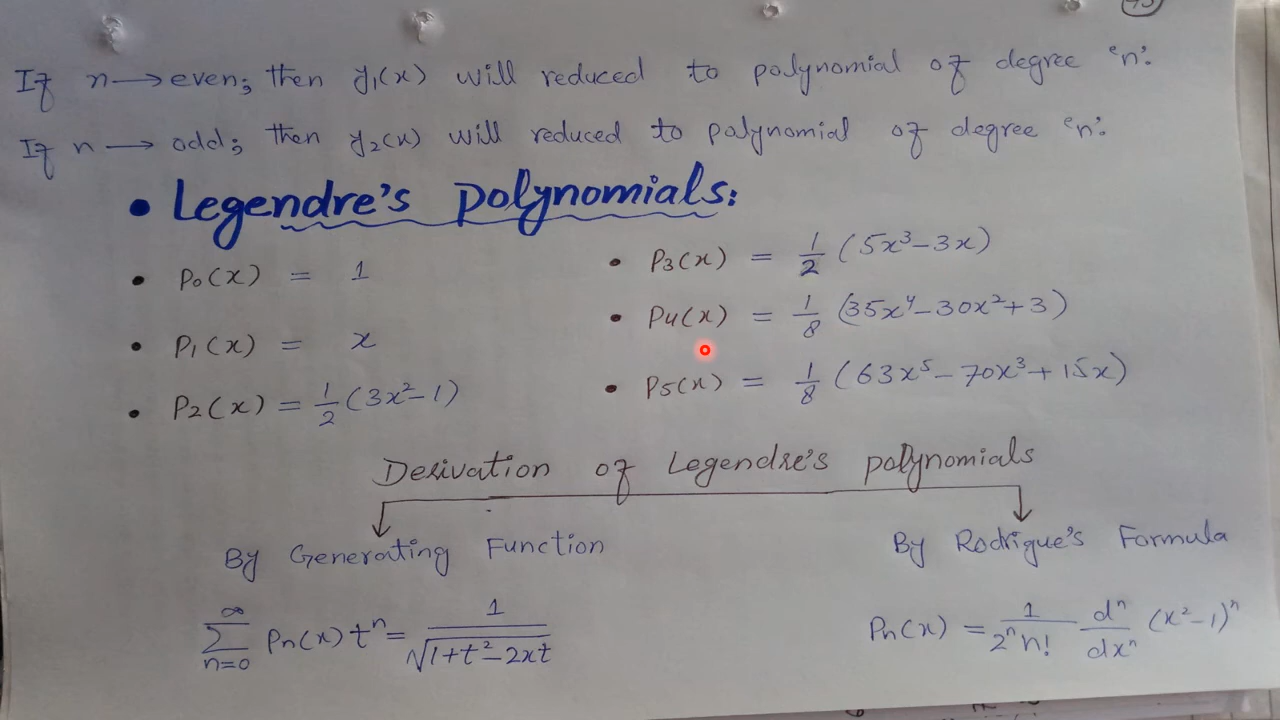 If n → even; then y₁(x) will reduced to polynomial of degree 'n'.
If n → odd; then y₂(x) will reduced to polynomial of degree 'n'.
• Legendre's polynomials:
• P₀(x) = 1
• P₁(x) = x
• P₂(x) = 1/2 (3x²-1)
• P₃(x) = 1/2 (5x³-3x)
• P₄(x) = 1/8 (35x⁴-30x²+3)
• P₅(x) = 1/8 (63x⁵-70x³+15x)
Derivation of Legendre's polynomials
By Generating Function
∑_{n=0}^{∞} Pₙ(x) tⁿ = 1/√(1+t²-2xt)
By Rodrigue's Formula
Pₙ(x) = 1/(2ⁿ n!) dⁿ/dxⁿ (x²-1)ⁿ